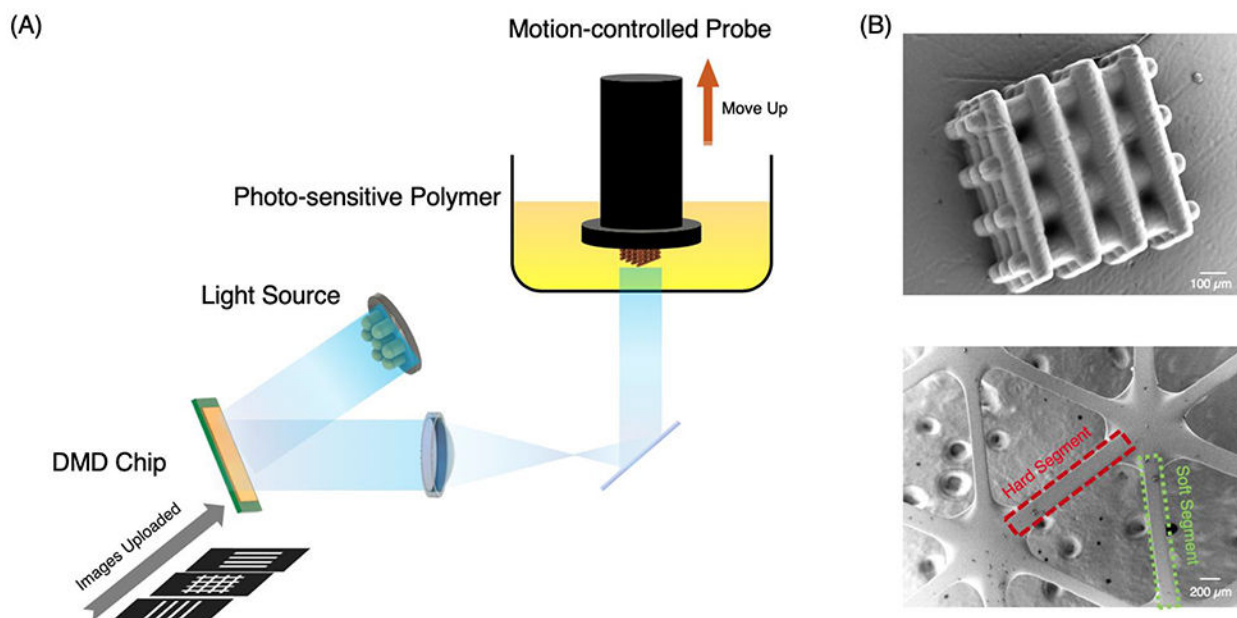 (A)
Motion-controlled Probe
Move Up
Photo-sensitive Polymer
Light Source
DMD Chip
Images Uploaded
(B)
100 µm
Hard Segment
Soft Segment
200 µm